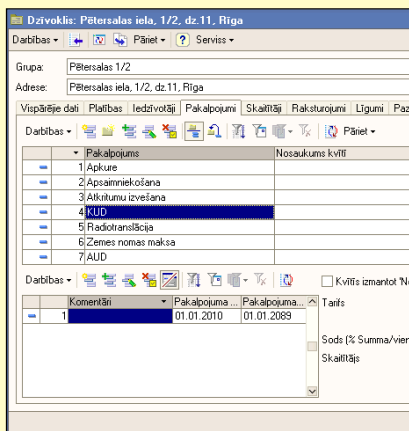 Dzīvoklis: Pētersalas iela, 1/2, dz.11, Rīga
Darbības Pāriet ? Serviss
Grupa: Pētersalas 1/2
Adrese: Pētersalas iela, 1/2, dz.11, Rīga
Vispārējie dati Platības Iedzīvotāji Pakalpojumi Skaitītāji Raksturojumi Līgumi Paz
Darbības Pāriet
Pakalpojums Nosaukums kvītī
1 Apkure
2 Apsaimniekošana
3 Atkritumu izvešana
4 KUD
5 Radiotranslācija
6 Zemes nomas maksa
7 AUD
Darbības Kvītīs izmantot 'No
Komentāri Pakalpojuma ... Pakalpojuma... Tarifs
1 01.01.2010 01.01.2089
Sods (% Summa/vien
Skaitītājs